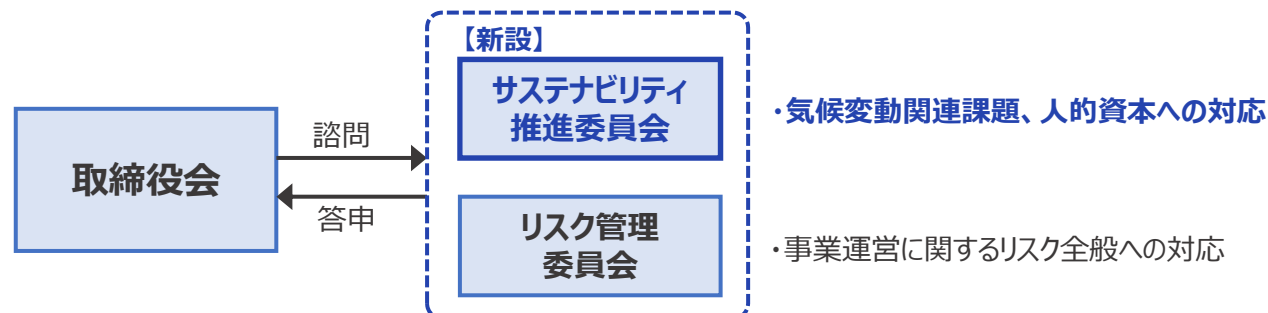 【新設】
サステナビリティ
推進委員会
・気候変動関連課題、人的資本への対応
取締役会
諮問
答申
リスク管理
委員会
・事業運営に関するリスク全般への対応